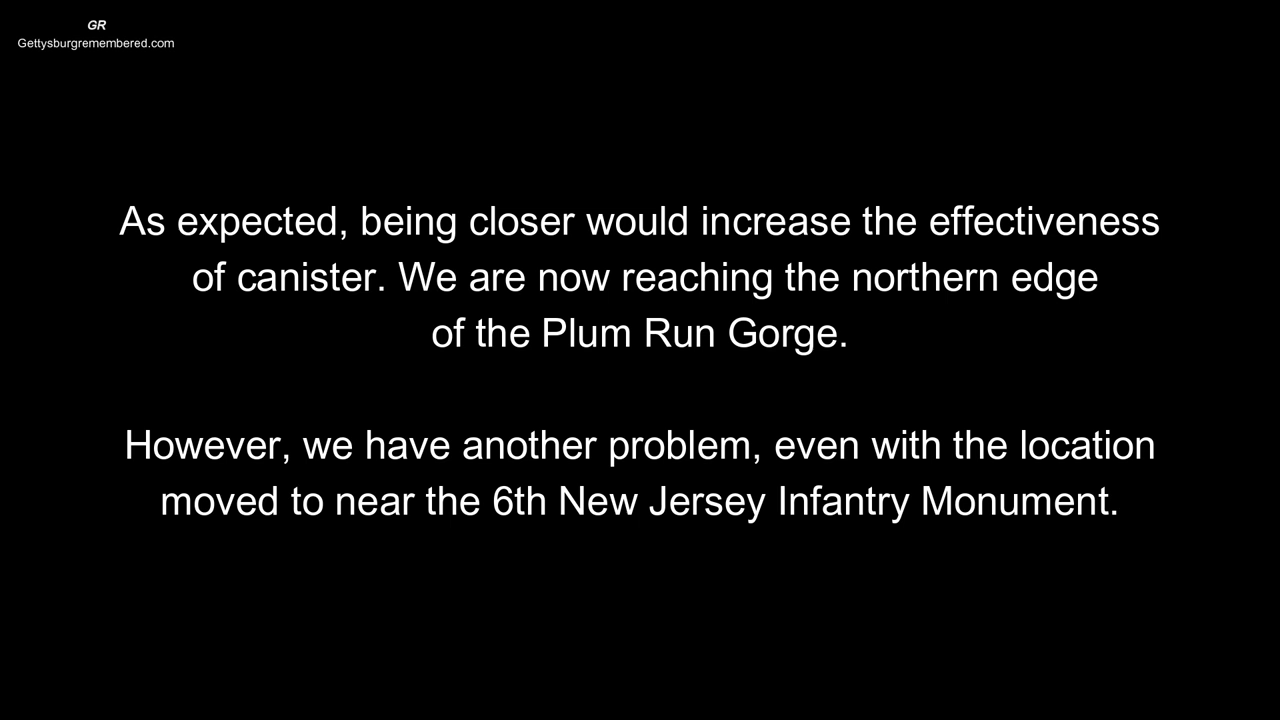 GR
Gettysburgremembered.com
As expected, being closer would increase the effectiveness
of canister. We are now reaching the northern edge
of the Plum Run Gorge.
However, we have another problem, even with the location
moved to near the 6th New Jersey Infantry Monument.